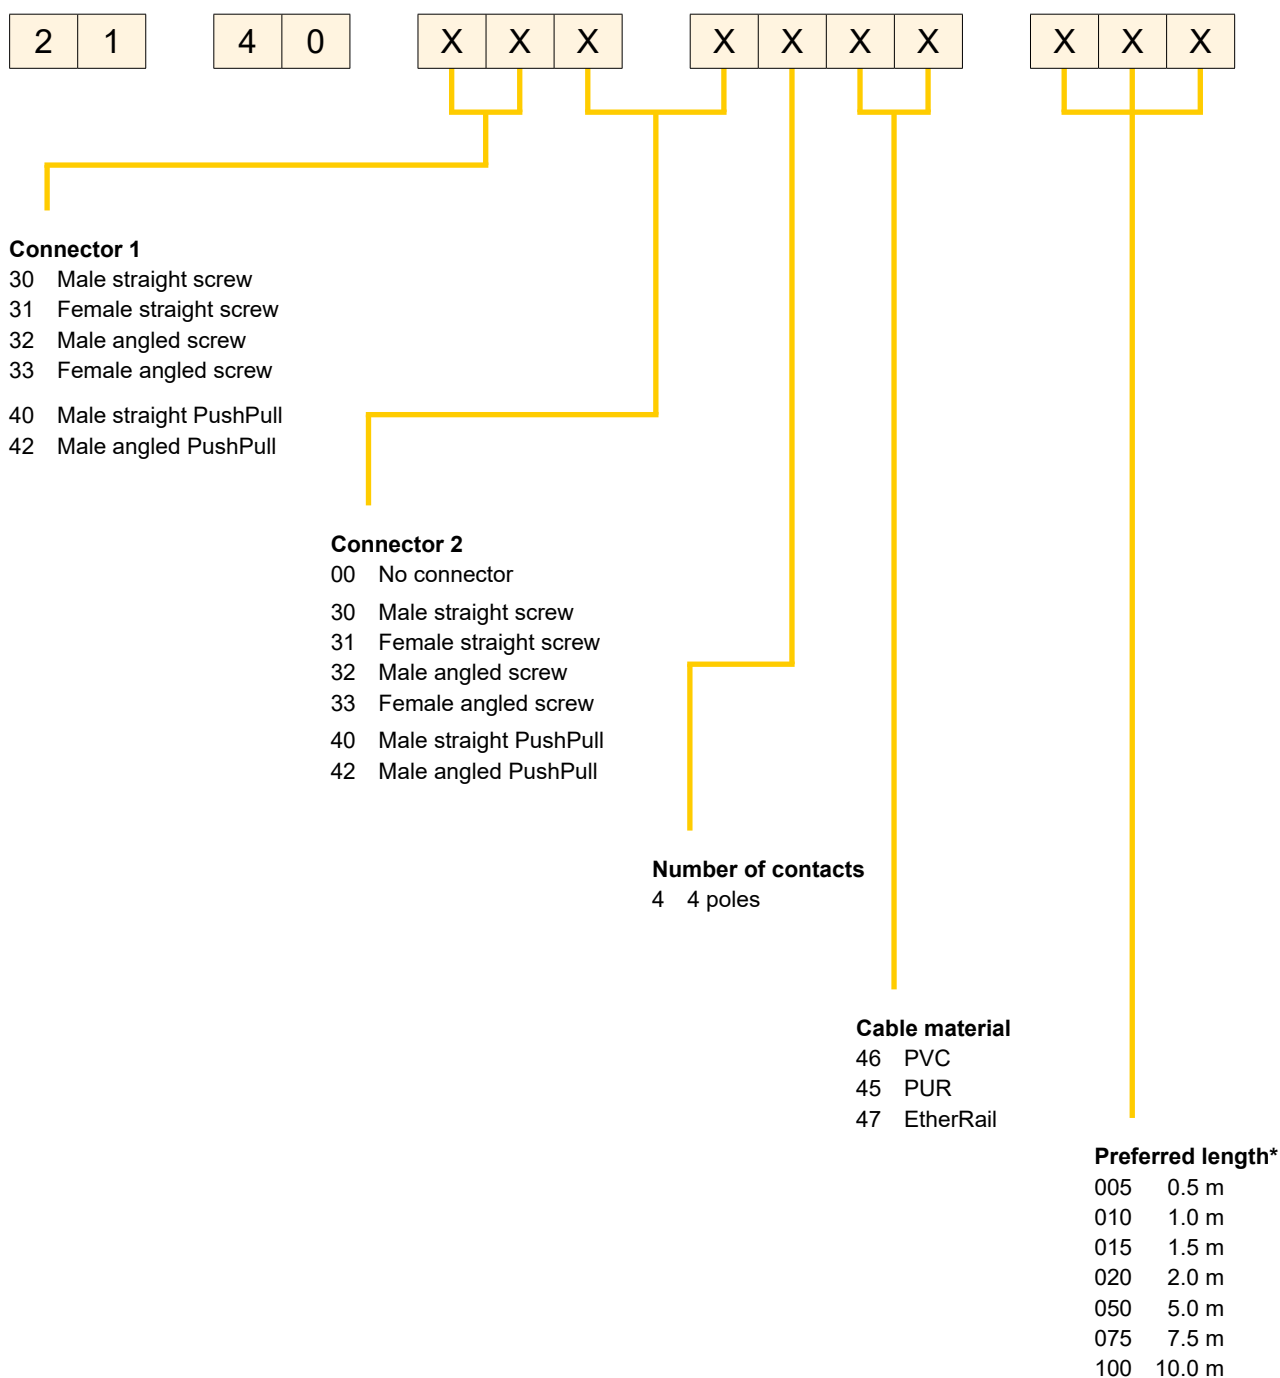 2 1 4 0 X X X X X X X X X X
Connector 1
30 Male straight screw
31 Female straight screw
32 Male angled screw
33 Female angled screw
40 Male straight PushPull
42 Male angled PushPull
Connector 2
00 No connector
30 Male straight screw
31 Female straight screw
32 Male angled screw
33 Female angled screw
40 Male straight PushPull
42 Male angled PushPull
Number of contacts
4 4 poles
Cable material
46 PVC
45 PUR
47 EtherRail
Preferred length*
005 0.5 m
010 1.0 m
015 1.5 m
020 2.0 m
050 5.0 m
075 7.5 m
100 10.0 m